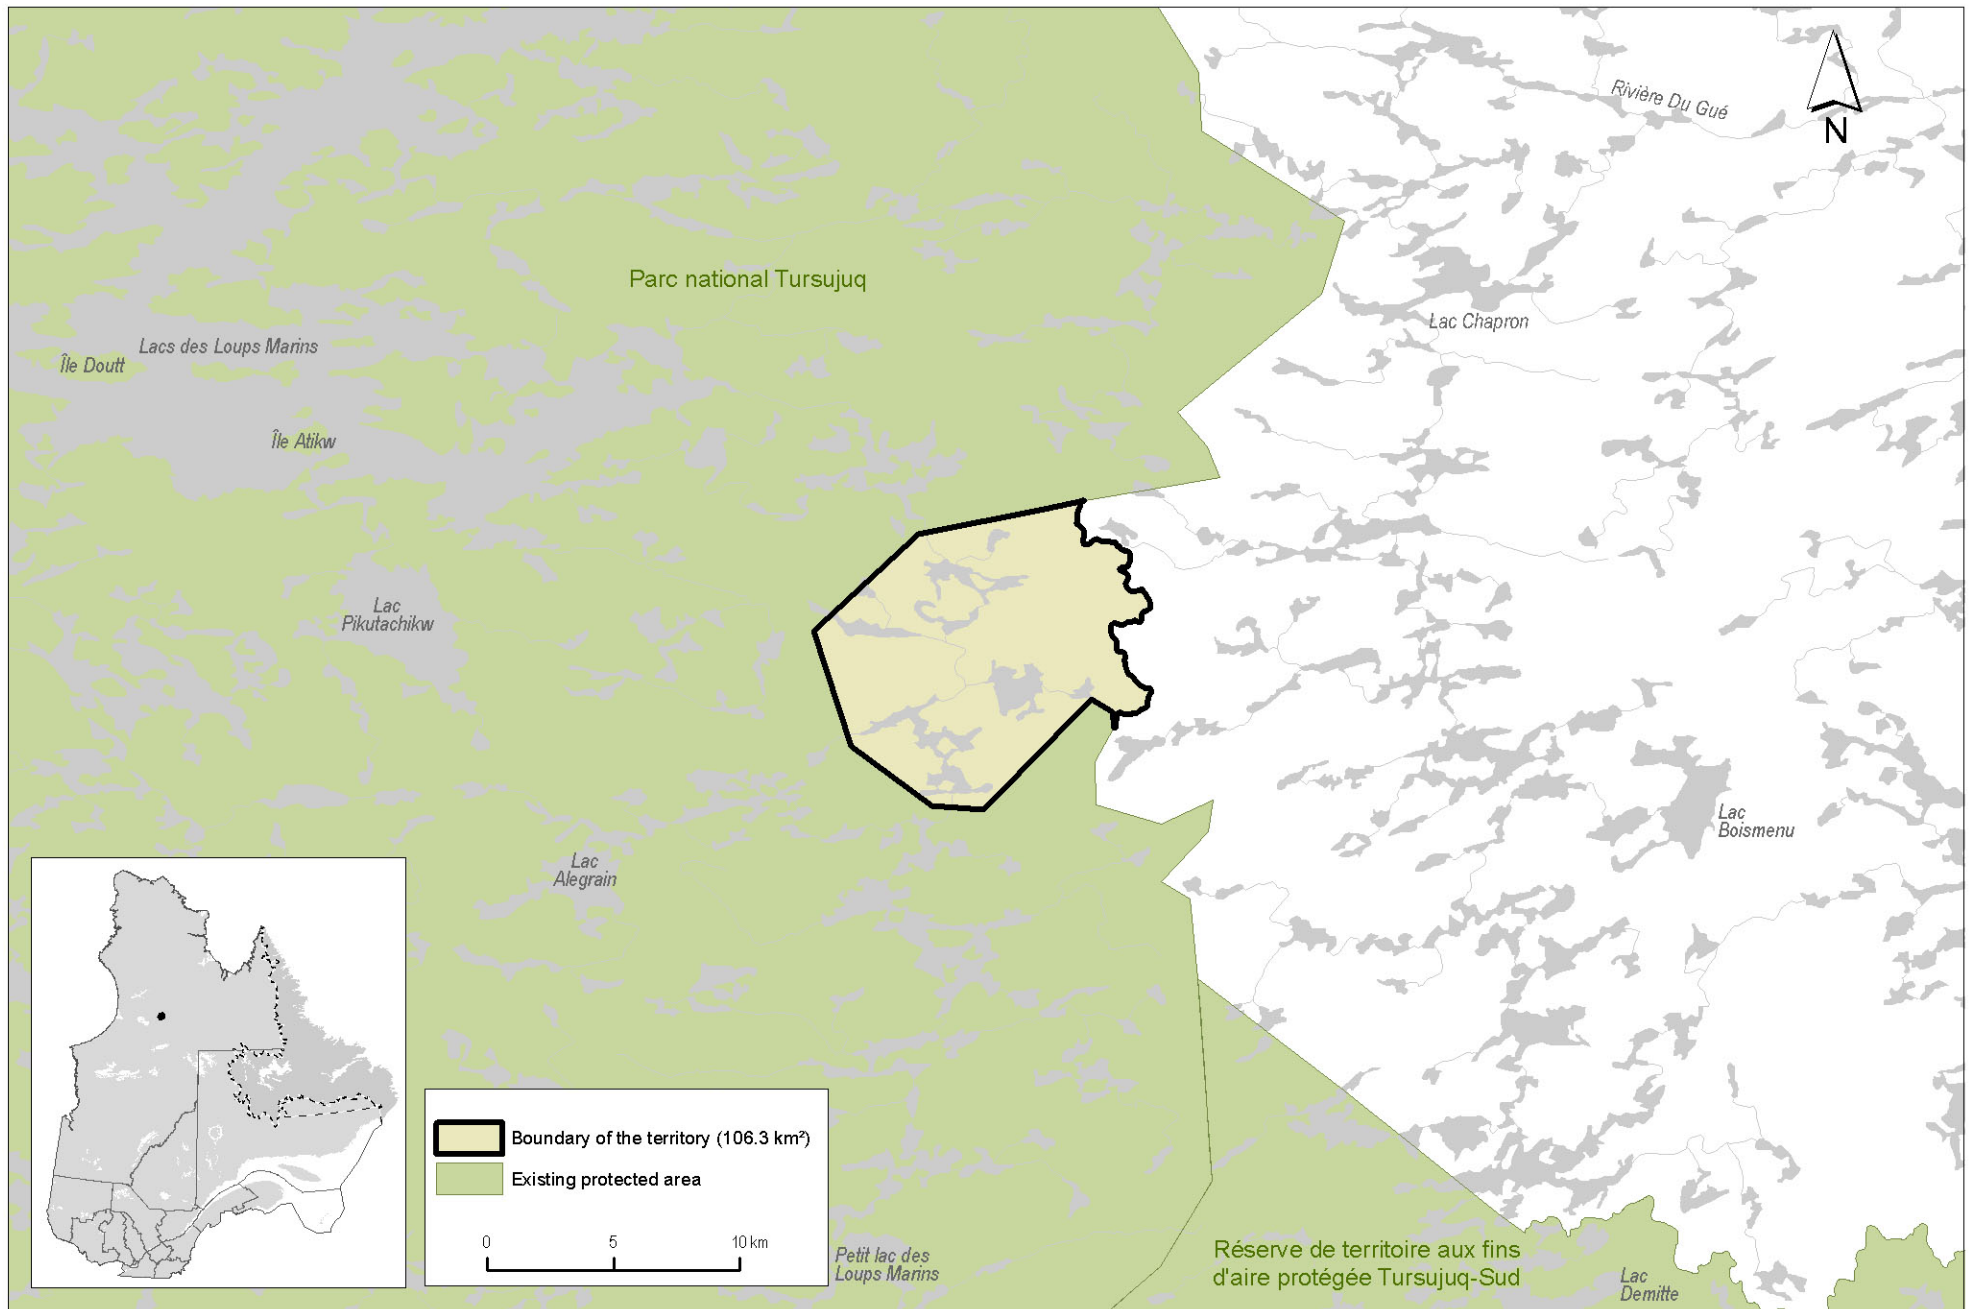 Rivière Du Gué
N
Parc national Tursujuq
Lac Chapron
Lacs des Loups Marins
Île Doutt
Île Atikw
Lac
Pikutachikw
Lac
Boismenu
Lac
Alegrain
Boundary of the territory (106.3 km²)
Existing protected area
0 5 10 km
Petit lac des
Loups Marins
Réserve de territoire aux fins
d'aire protégée Tursujuq-Sud
Lac
Demitte